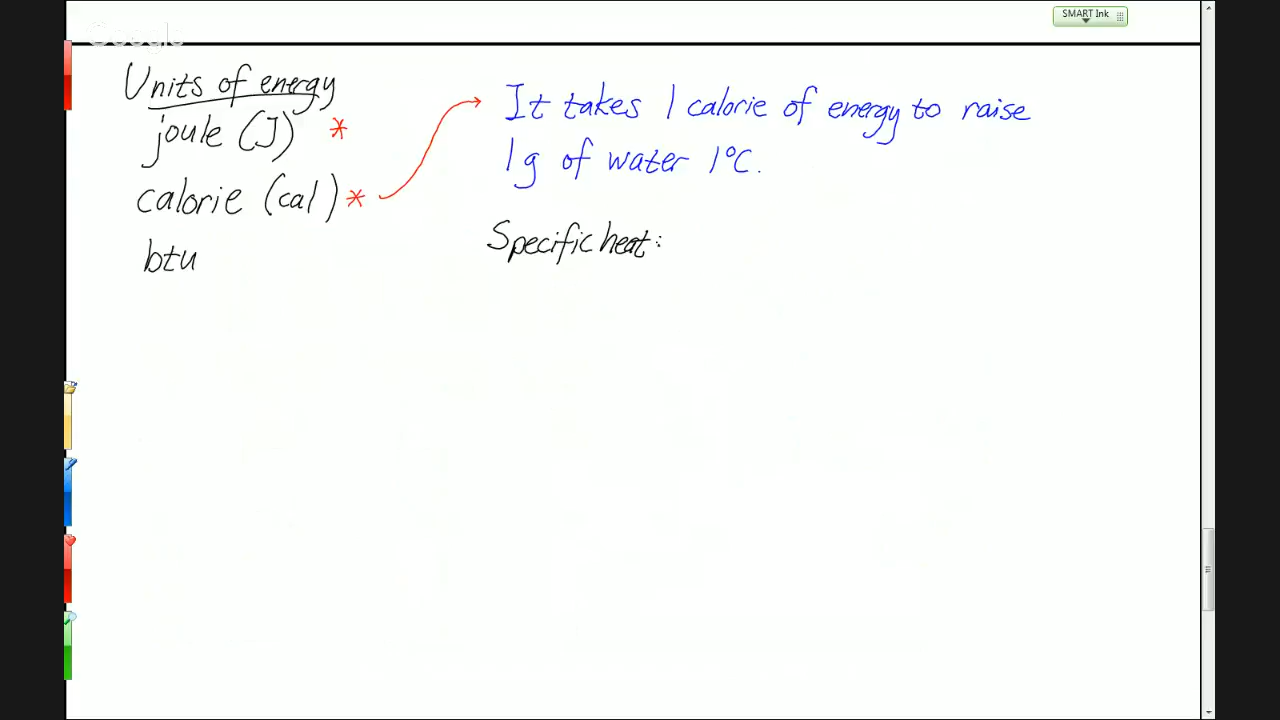 SMART Ink
Google
Units of energy
joule (J) *
calorie (cal) *
btu
It takes 1 calorie of energy to raise
1g of water 1°C.
Specific heat: